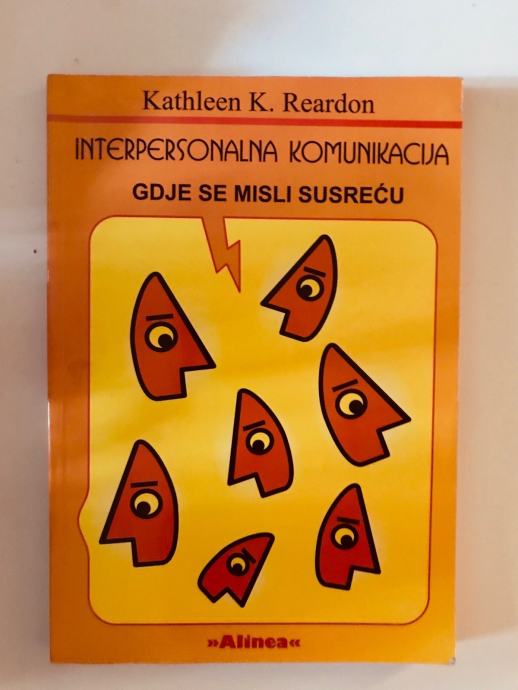 Kathleen K. Reardon
INTERPERSONALNA KOMUNIKACIJA
GDJE SE MISLI SUSREĆU
»Alinea«